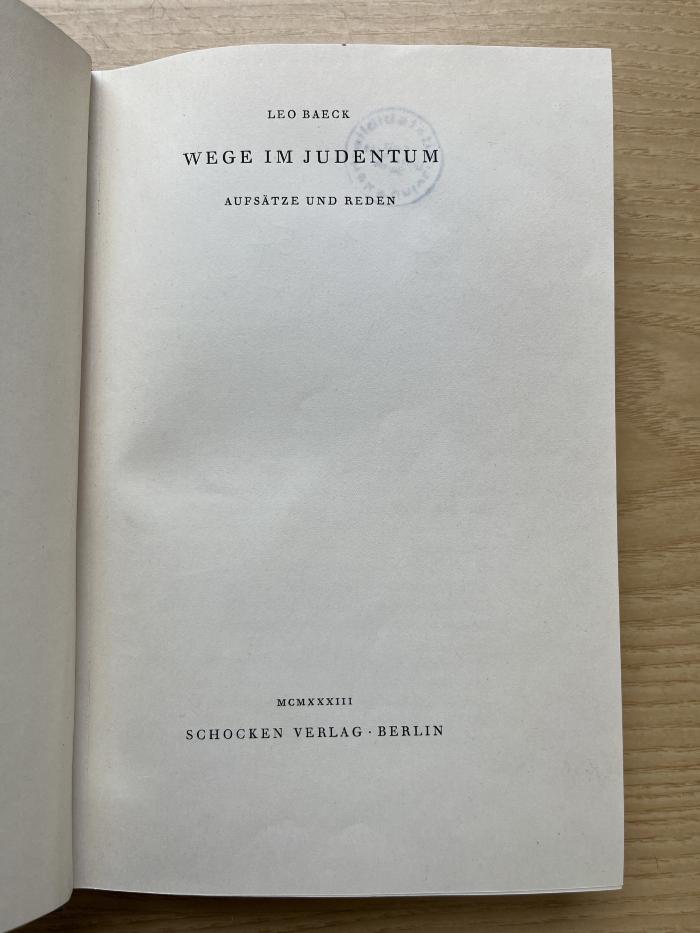 LEO BAECK
WEGE IM JUDENTUM
AUFSÄTZE UND REDEN
MCMXXXIII
SCHOCKEN VERLAG · BERLIN